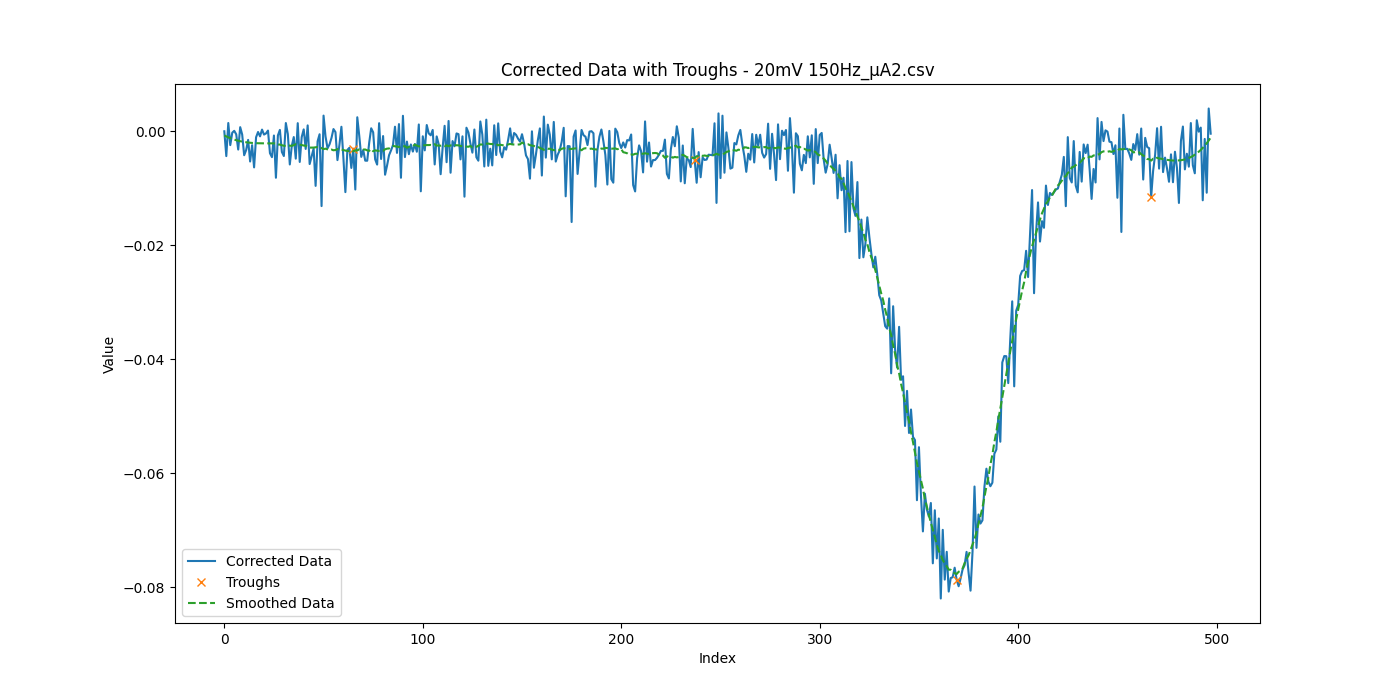 Corrected Data with Troughs - 20mV 150Hz_μA2.csv
Value
0.00
−0.02
−0.04
−0.06
−0.08
Corrected Data
Troughs
Smoothed Data
0 100 200 300 400 500
Index